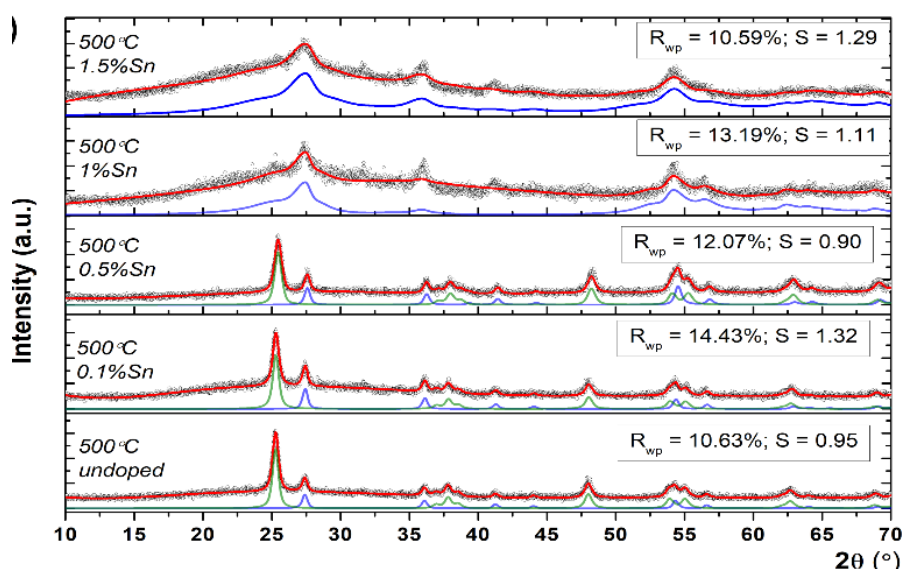 )
500°C
1.5%Sn
R_wp = 10.59%; S = 1.29
500°C
1%Sn
R_wp = 13.19%; S = 1.11
500°C
0.5%Sn
R_wp = 12.07%; S = 0.90
500°C
0.1%Sn
R_wp = 14.43%; S = 1.32
500°C
undoped
R_wp = 10.63%; S = 0.95
Intensity (a.u.)
10 15 20 25 30 35 40 45 50 55 60 65 70
2θ (°)